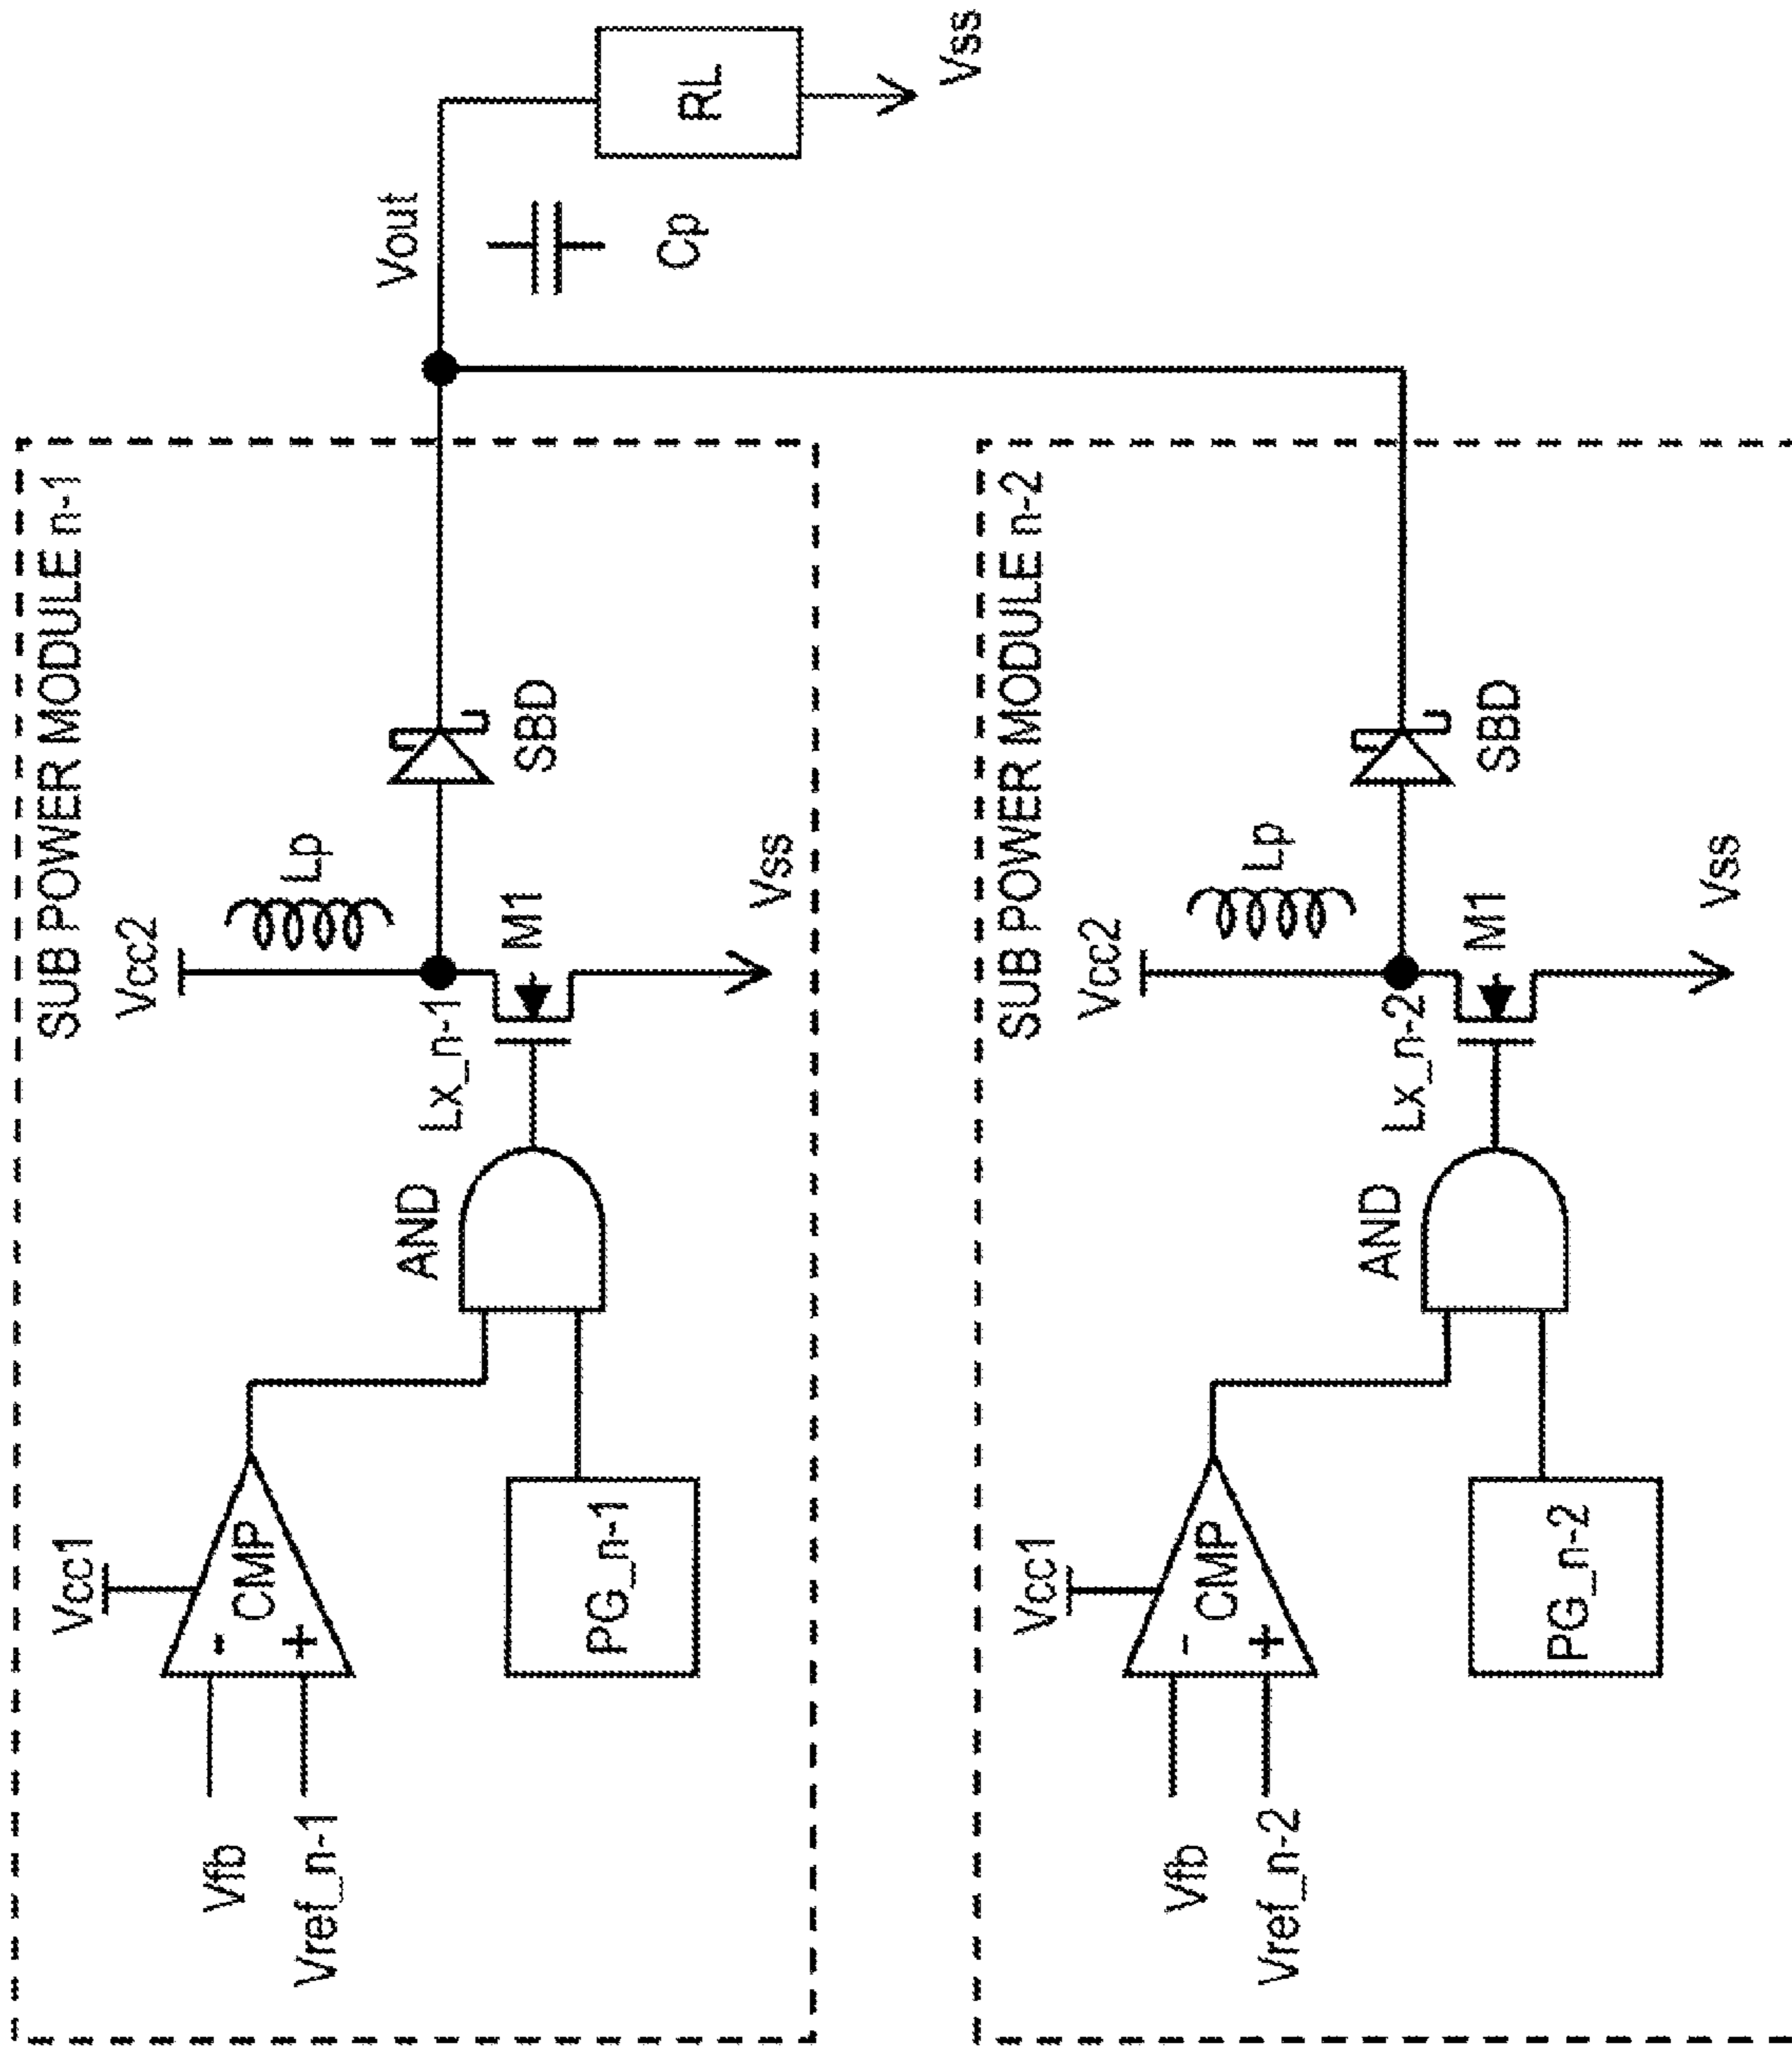 SUB POWER MODULE n-1
Vcc1
Vcc2
Lp
Vout
Vfb
-
CMP
Vref_n-1
+
AND
Lx_n-1
M1
SBD
Cp
RL
PG_n-1
Vss
Vss
SUB POWER MODULE n-2
Vcc1
Vcc2
Lp
Vfb
-
CMP
Vref_n-2
+
AND
Lx_n-2
M1
SBD
PG_n-2
Vss